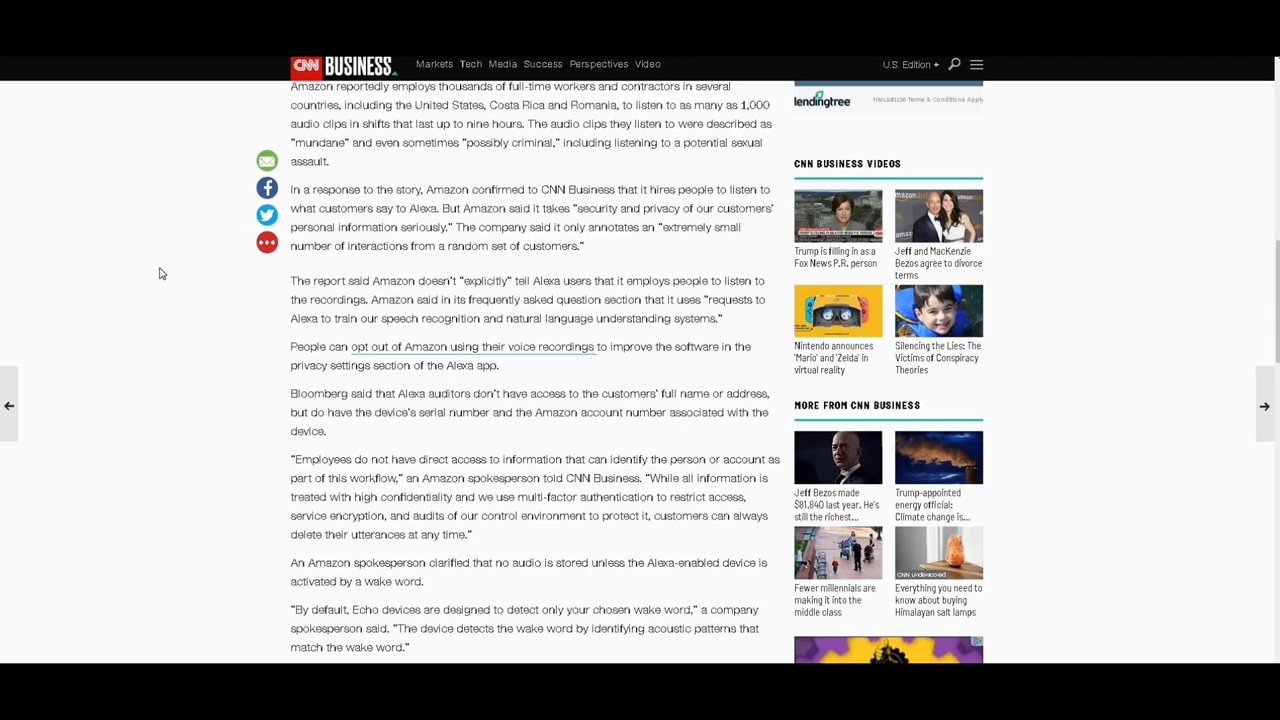 CNN BUSINESS Markets Tech Media Success Perspectives Video U.S. Edition +
Amazon reportedly employs thousands of full-time workers and contractors in several
countries, including the United States, Costa Rica and Romania, to listen to as many as 1,000
audio clips in shifts that last up to nine hours. The audio clips they listen to were described as
"mundane" and even sometimes "possibly criminal," including listening to a potential sexual
assault.
In a response to the story, Amazon confirmed to CNN Business that it hires people to listen to
what customers say to Alexa. But Amazon said it takes "security and privacy of our customers'
personal information seriously." The company said it only annotates an "extremely small
number of interactions from a random set of customers."
The report said Amazon doesn't "explicitly" tell Alexa users that it employs people to listen to
the recordings. Amazon said in its frequently asked question section that it uses "requests to
Alexa to train our speech recognition and natural language understanding systems."
People can opt out of Amazon using their voice recordings to improve the software in the
privacy settings section of the Alexa app.
Bloomberg said that Alexa auditors don't have access to the customers' full name or address,
but do have the device's serial number and the Amazon account number associated with the
device.
"Employees do not have direct access to information that can identify the person or account as
part of this workflow," an Amazon spokesperson told CNN Business. "While all information is
treated with high confidentiality and we use multi-factor authentication to restrict access,
service encryption, and audits of our control environment to protect it, customers can always
delete their utterances at any time."
An Amazon spokesperson clarified that no audio is stored unless the Alexa-enabled device is
activated by a wake word.
"By default, Echo devices are designed to detect only your chosen wake word," a company
spokesperson said. "The device detects the wake word by identifying acoustic patterns that
match the wake word."
lendingtree Terms & Conditions Apply
CNN BUSINESS VIDEOS
Trump is filling in as a
Fox News P.R. person
Jeff and MacKenzie
Bezos agree to divorce
terms
Nintendo announces
'Mario' and 'Zelda' in
virtual reality
Silencing the Lies: The
Victims of Conspiracy
Theories
MORE FROM CNN BUSINESS
Jeff Bezos made
$81,840 last year. He's
still the richest...
Trump-appointed
energy official:
Climate change is...
Fewer millennials are
making it into the
middle class
CNN Underscored
Everything you need to
know about buying
Himalayan salt lamps